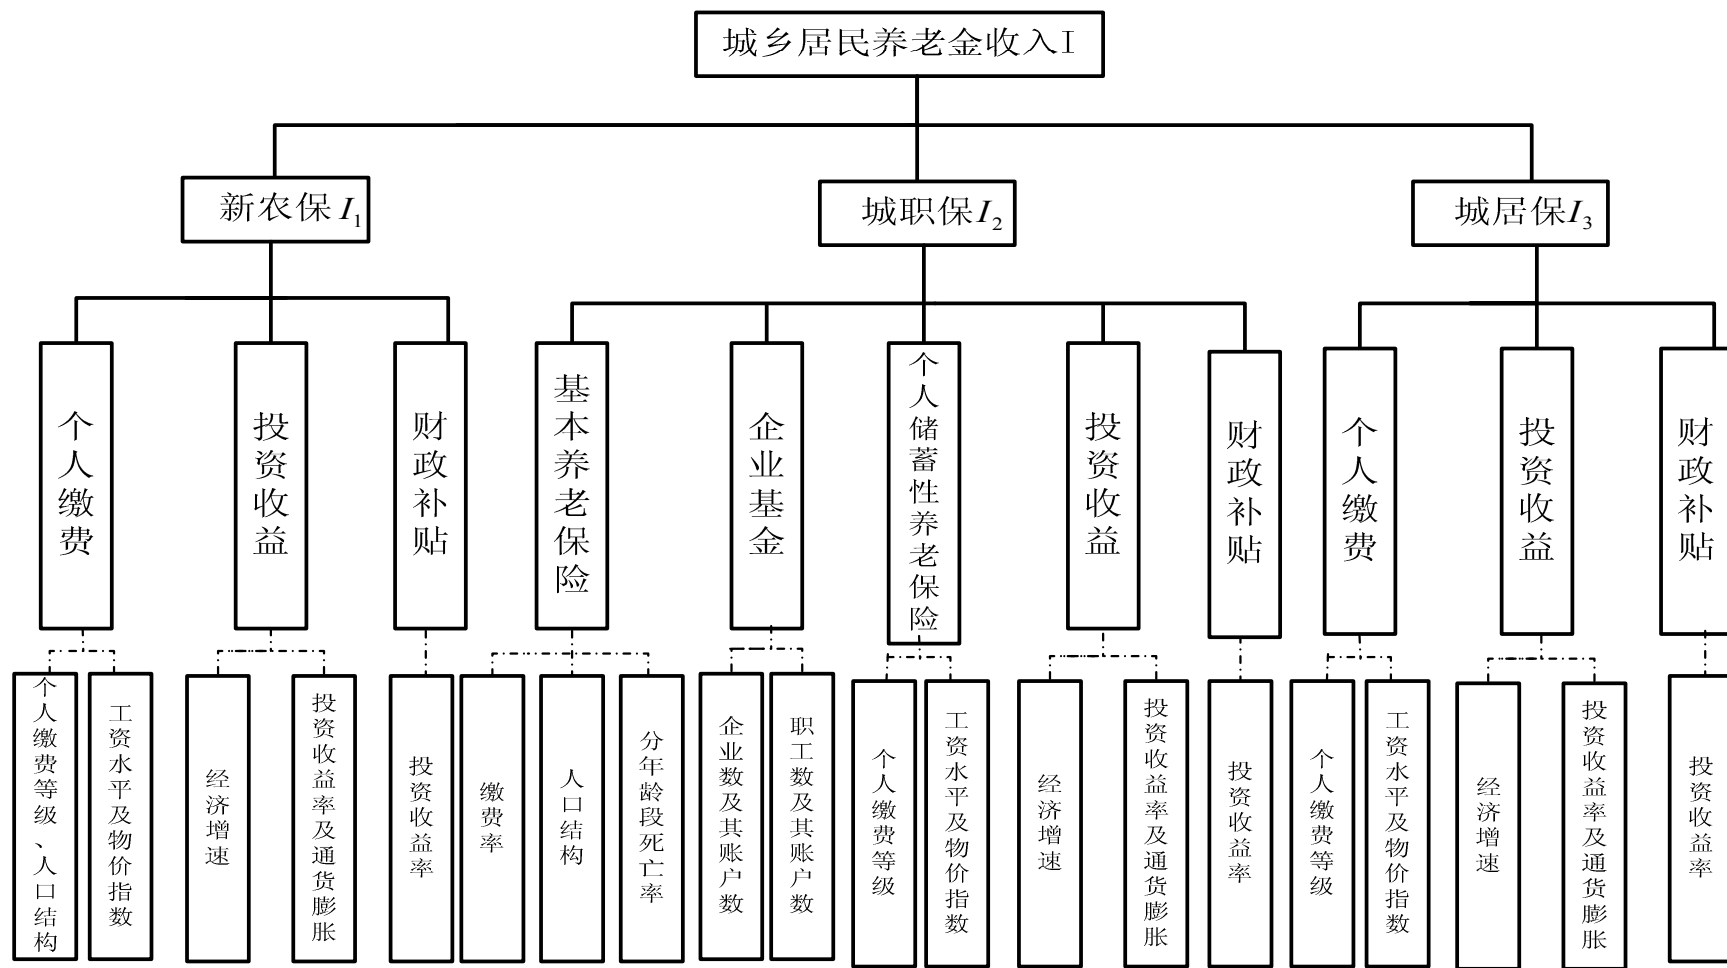 城乡居民养老金收入I
新农保 I₁
城职保 I₂
城居保 I₃
个人缴费
投资收益
财政补贴
基本养老保险
企业基金
个人储蓄性养老保险
投资收益
财政补贴
个人缴费
投资收益
财政补贴
个人缴费等级、人口结构
工资水平及物价指数
经济增速
投资收益率及通货膨胀
投资收益率
缴费率
人口结构
分年龄段死亡率
企业数及其账户数
职工数及其账户数
个人缴费等级
工资水平及物价指数
经济增速
投资收益率及通货膨胀
投资收益率
个人缴费等级
工资水平及物价指数
经济增速
投资收益率及通货膨胀
投资收益率